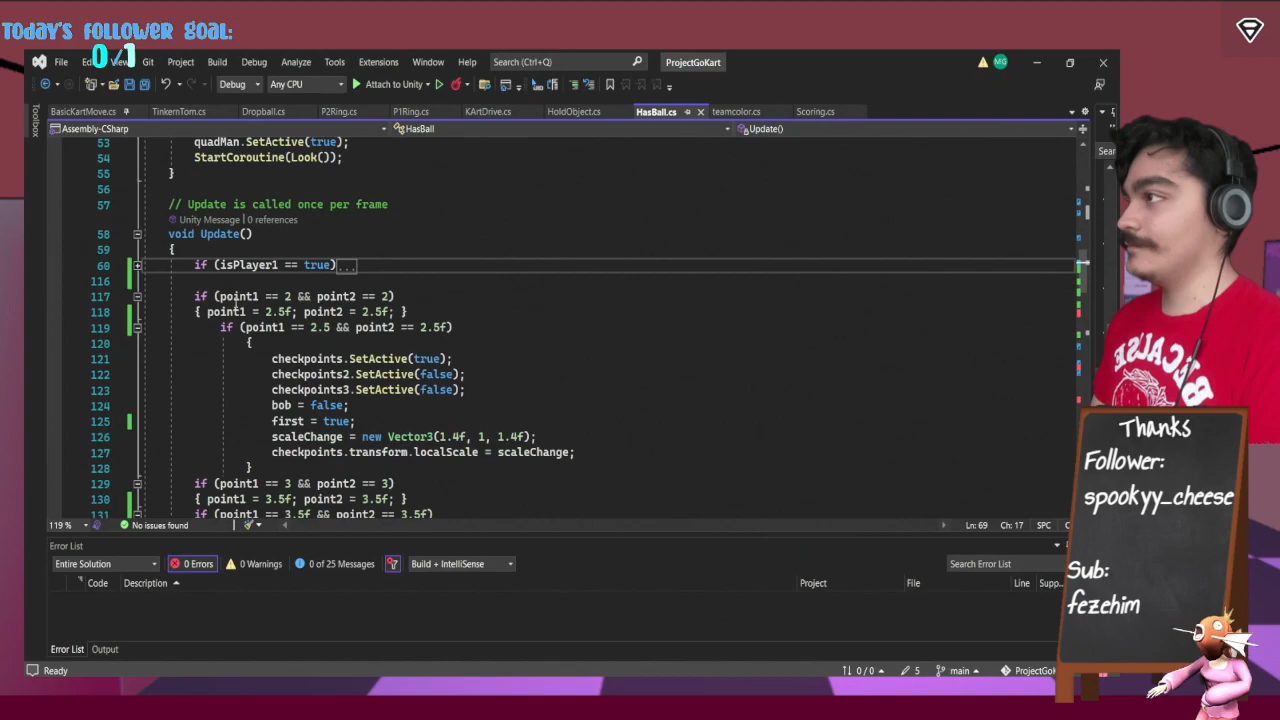 Today's follower goal:
0/1
File
View
Git
Project
Build
Debug
Analyze
Tools
Extensions
Window
Help
Search (Ctrl+Q)
ProjectGoKart
MG
Debug
Any CPU
Attach to Unity
Toolbox
BasicKartMove.cs
TinkernTom.cs
Dropball.cs
P2Ring.cs
P1Ring.cs
KArtDrive.cs
HoldObject.cs
HasBall.cs
teamcolor.cs
Scoring.cs
Assembly-CSharp
HasBall
Update()
53 quadMan.SetActive(true);
54 StartCoroutine(Look());
55 }
56
57 // Update is called once per frame
Unity Message | 0 references
58 void Update()
59 {
60 if (isPlayer1 == true)...
116
117 if (point1 == 2 && point2 == 2)
118 { point1 = 2.5f; point2 = 2.5f; }
119 if (point1 == 2.5 && point2 == 2.5f)
120 {
121 checkpoints.SetActive(true);
122 checkpoints2.SetActive(false);
123 checkpoints3.SetActive(false);
124 bob = false;
125 first = true;
126 scaleChange = new Vector3(1.4f, 1, 1.4f);
127 checkpoints.transform.localScale = scaleChange;
128 }
129 if (point1 == 3 && point2 == 3)
130 { point1 = 3.5f; point2 = 3.5f; }
131 if (point1 == 3.5f && point2 == 3.5f)
119 %
No issues found
Ln: 69
Ch: 17
SPC
Error List
Entire Solution
0 Errors
0 Warnings
0 of 25 Messages
Build + IntelliSense
Search Error List
Code
Description
Project
File
Line
Supp...
Error List
Output
Ready
0 / 0
5
main
ProjectGoKart
BECALSE
Thanks
Follower:
spookyy_cheese
Sub:
fezehim